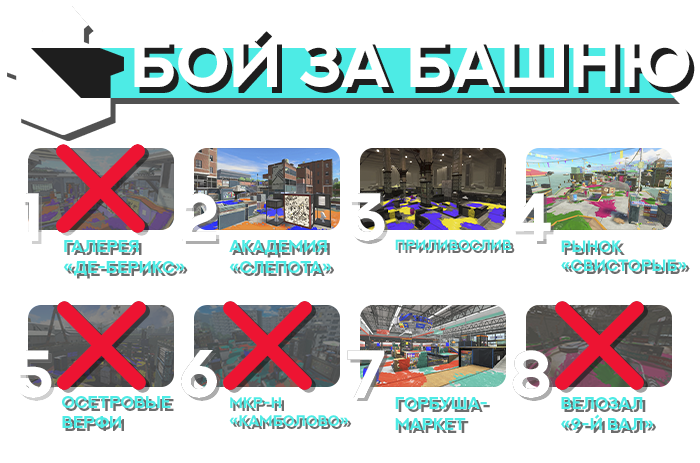 БОЙ ЗА БАШНЮ
1
ГАЛЕРЕЯ
«ДЕ-БЕРИКС»
2
АКАДЕМИЯ
«СЛЕПОТА»
3
ПРИЛИВОСЛИВ
4
РЫНОК
«СВИСТОРЫБ»
5
ОСЕТРОВЫЕ
ВЕРФИ
6
МКР-Н
«КАМБОЛОВО»
7
ГОРБУША-
МАРКЕТ
8
ВЕЛОЗАЛ
«9-Й ВАЛ»